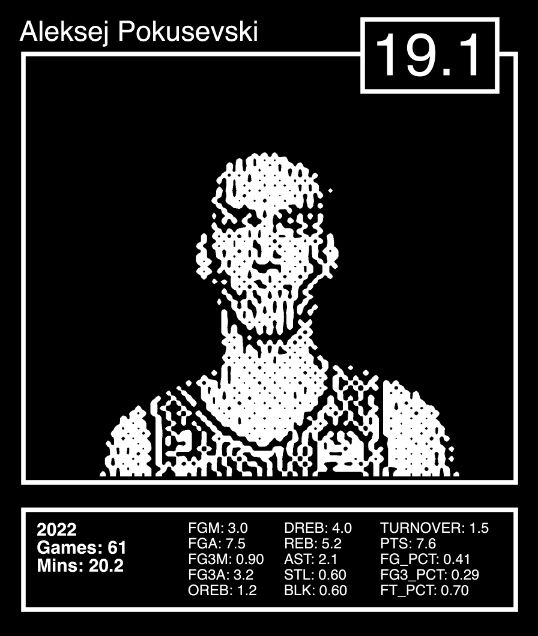 Aleksej Pokusevski
19.1
2022
Games: 61
Mins: 20.2
FGM: 3.0
FGA: 7.5
FG3M: 0.90
FG3A: 3.2
OREB: 1.2
DREB: 4.0
REB: 5.2
AST: 2.1
STL: 0.60
BLK: 0.60
TURNOVER: 1.5
PTS: 7.6
FG_PCT: 0.41
FG3_PCT: 0.29
FT_PCT: 0.70